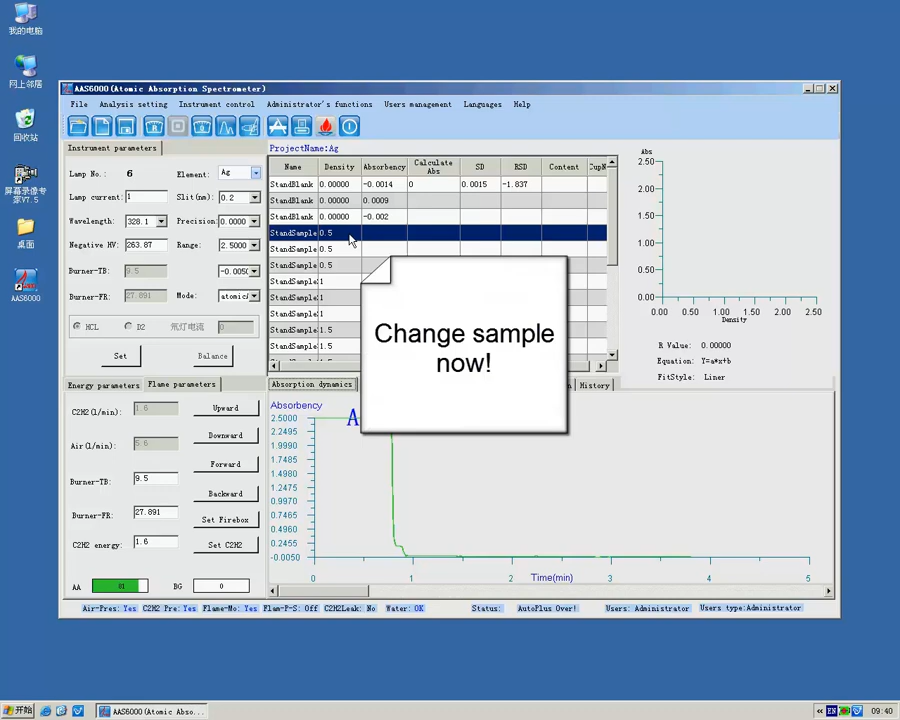 我的电脑
网上邻居
回收站
屏幕录像专
家V7.5
桌面
AAS6000
AAS6000(Atomic Absorption Spectrometer)
File Analysis setting Instrument control Administrator's functions Users management Languages Help
Instrument parameters
Lamp No.: 6 Element: Ag
Lamp current: 1 Slit(nm) 0.2
Wavelength: 328.1 Precision: 0.0000
Negative HV: 263.87 Range: 2.5000
Burner-TB: 9.5 -0.005
Burner-FR: 27.891 Mode: atomic
HCL D2 氘灯电流 0
Set Balance
ProjectName:Ag
Name Density Absorbency Calculate Abs SD RSD Content CupN
StandBlank 0.00000 -0.0014 0 0.0015 -1.837
StandBlank 0.00000 0.0009
StandBlank 0.00000 -0.002
StandSample 0.5
StandSample 0.5
StandSample 0.5
StandSample 1
StandSample 1
StandSample 1
StandSample 1.5
StandSample 1.5
Change sample
now!
Abs
2.50
2.00
1.50
1.00
0.50
0.00
0.00 0.50 1.00 1.50 2.00 2.50
Density
R Value: 0.00000
Equation: Y=a*x+b
FitStyle: Liner
Energy parameters Flame parameters
C2H2(l/min) 1.6 Upward
Air(l/min) 5.6 Downward
Forward
Burner-TB: 9.5 Backward
Burner-FR: 27.891 Set Firebox
C2H2 energy: 1.6 Set C2H2
AA 81 BG 0
Absorption dynamics History
Absorbency
A
2.5000
2.2495
1.9990
1.7485
1.4980
1.2475
0.9970
0.7465
0.4960
0.2455
-0.0050
0 1 2 3 4 5
Time(min)
Air-Pres: Yes C2H2 Pre: Yes Flame-Mo: Yes Flam-P-S: Off C2H2Leak: No Water: OK Status: AutoPlus Over! Users: Administrator Users type:Administrator
开始 AAS6000(Atomic Abso... « EN 09:40